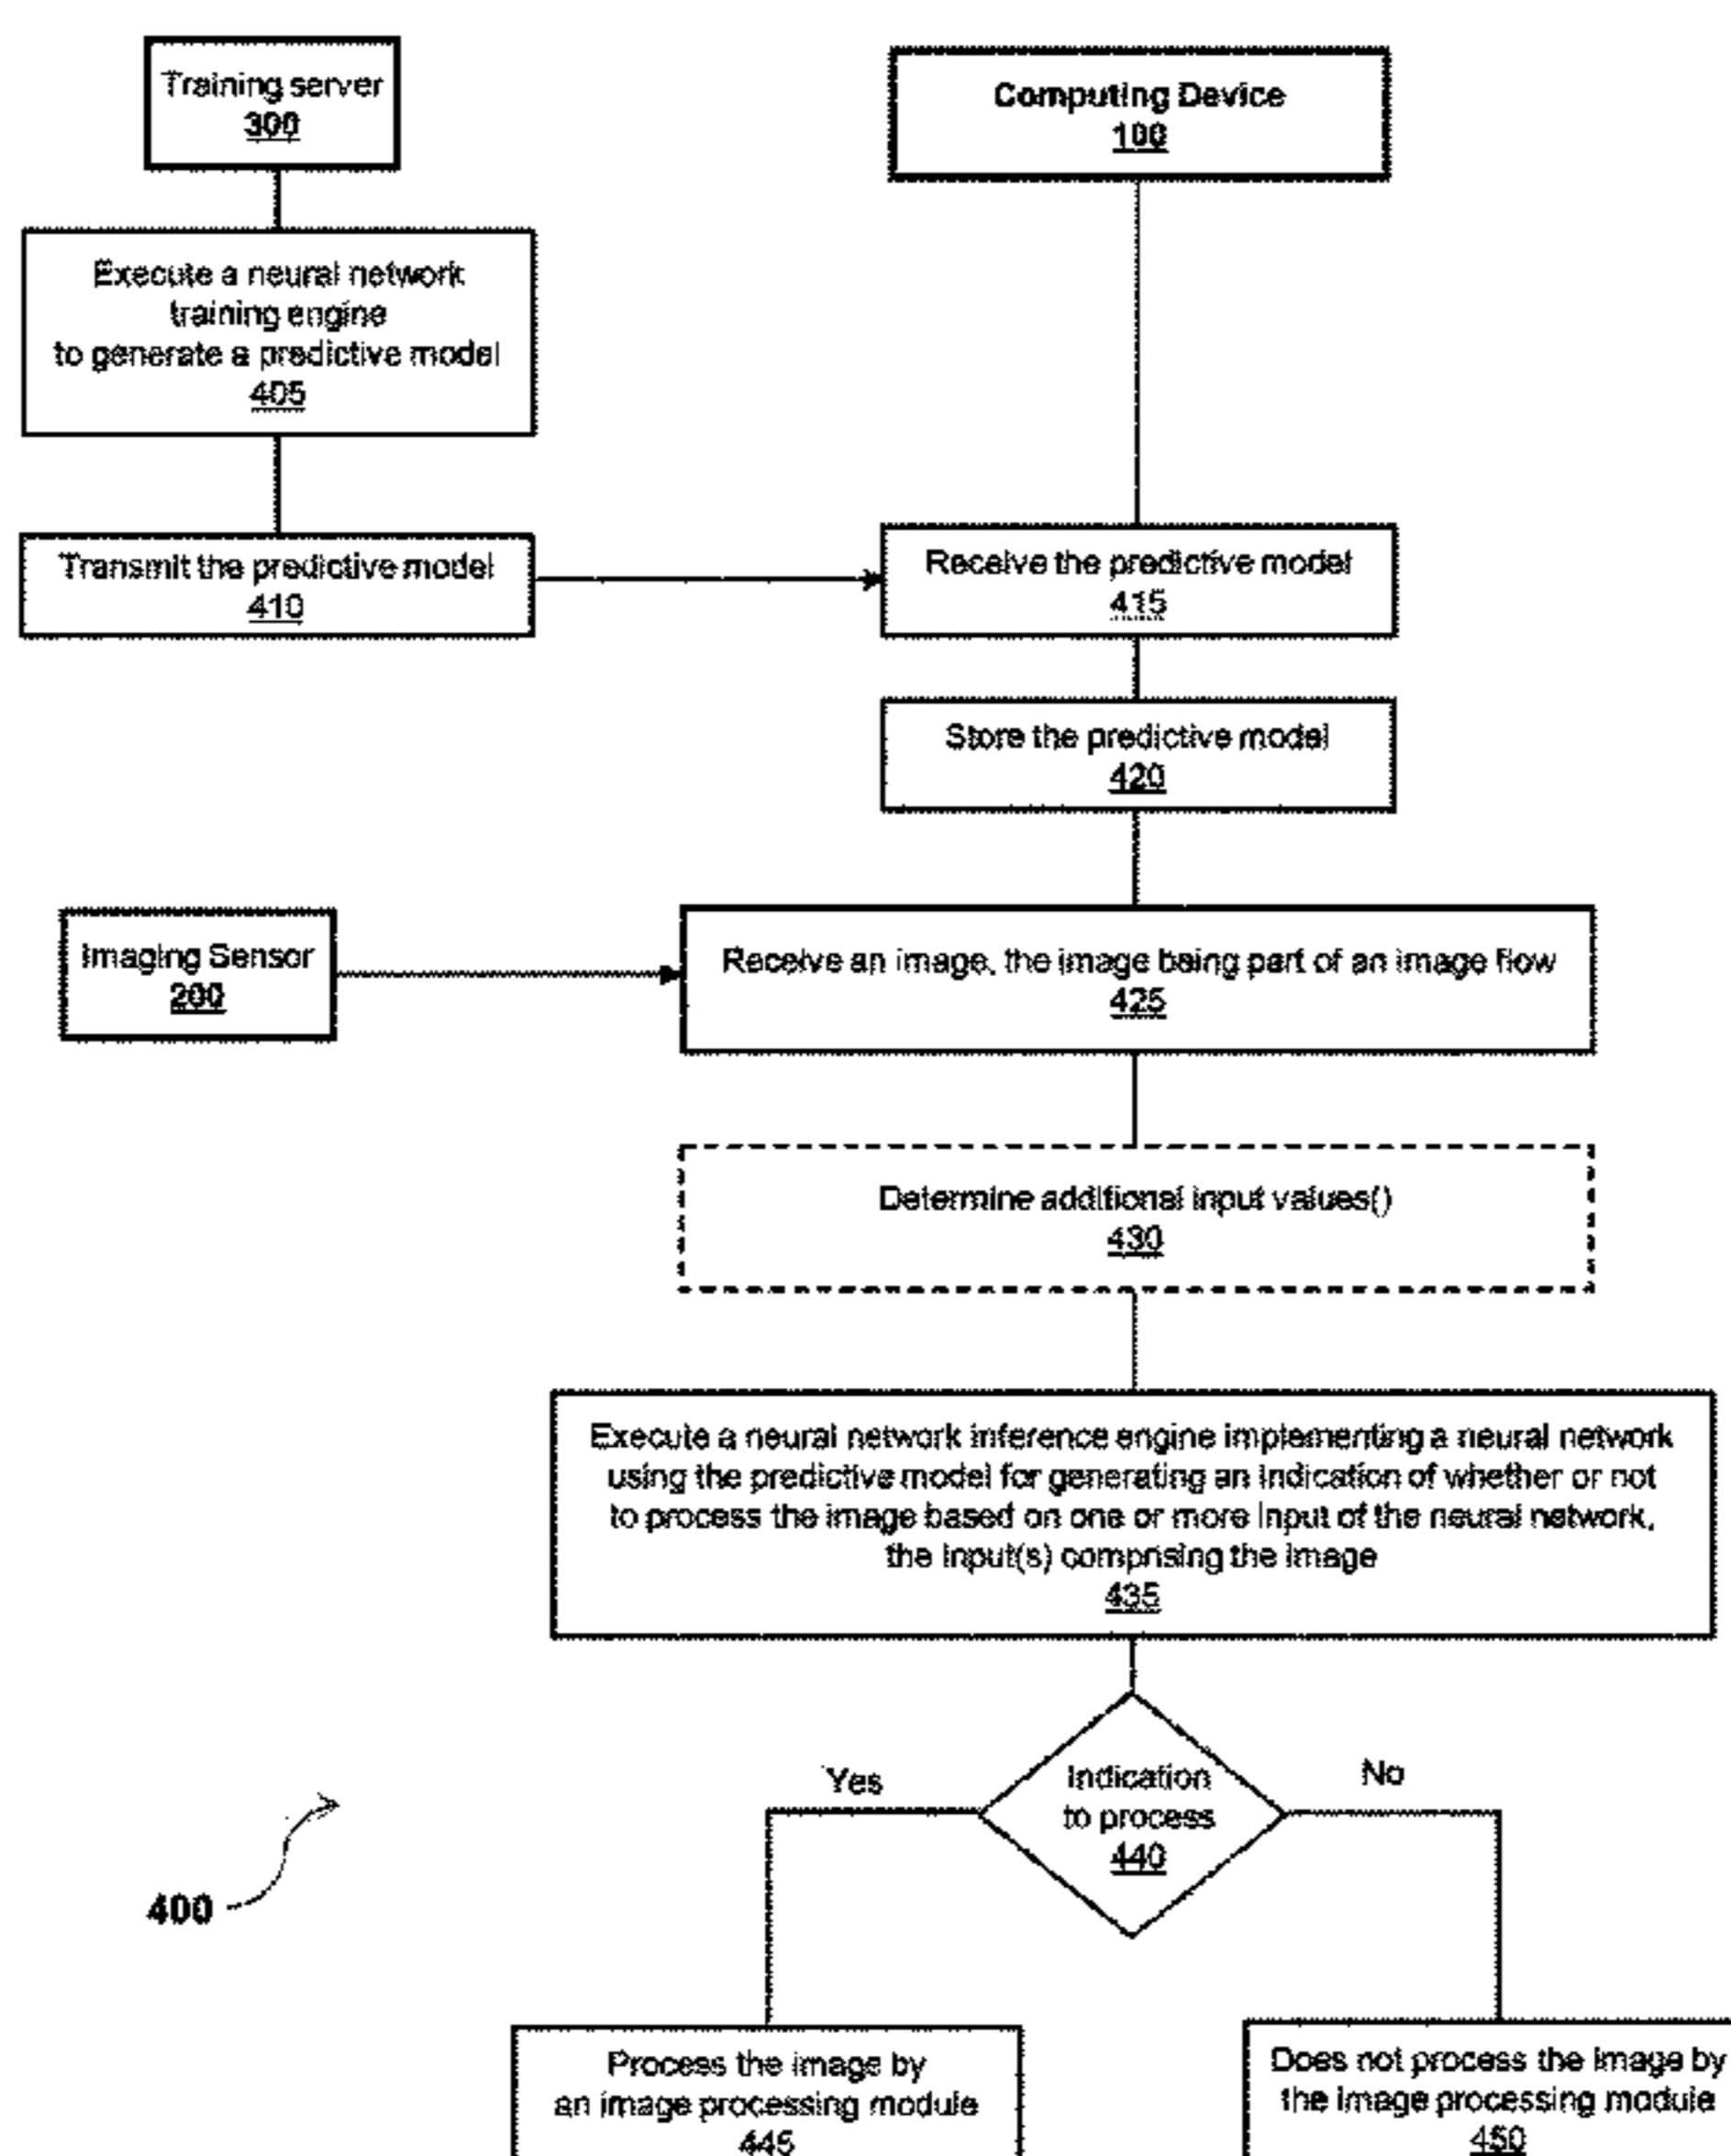 Training server
300
Computing Device
100
Execute a neural network
training engine
to generate a predictive model
405
Transmit the predictive model
410
Receive the predictive model
415
Store the predictive model
420
Imaging Sensor
200
Receive an image, the image being part of an image flow
425
Determine additional input values()
430
Execute a neural network inference engine implementing a neural network
using the predictive model for generating an indication of whether or not
to process the image based on one or more input of the neural network,
the input(s) comprising the image
435
Yes
Indication
to process
440
No
400
Process the image by
an image processing module
445
Does not process the image by
the image processing module
450